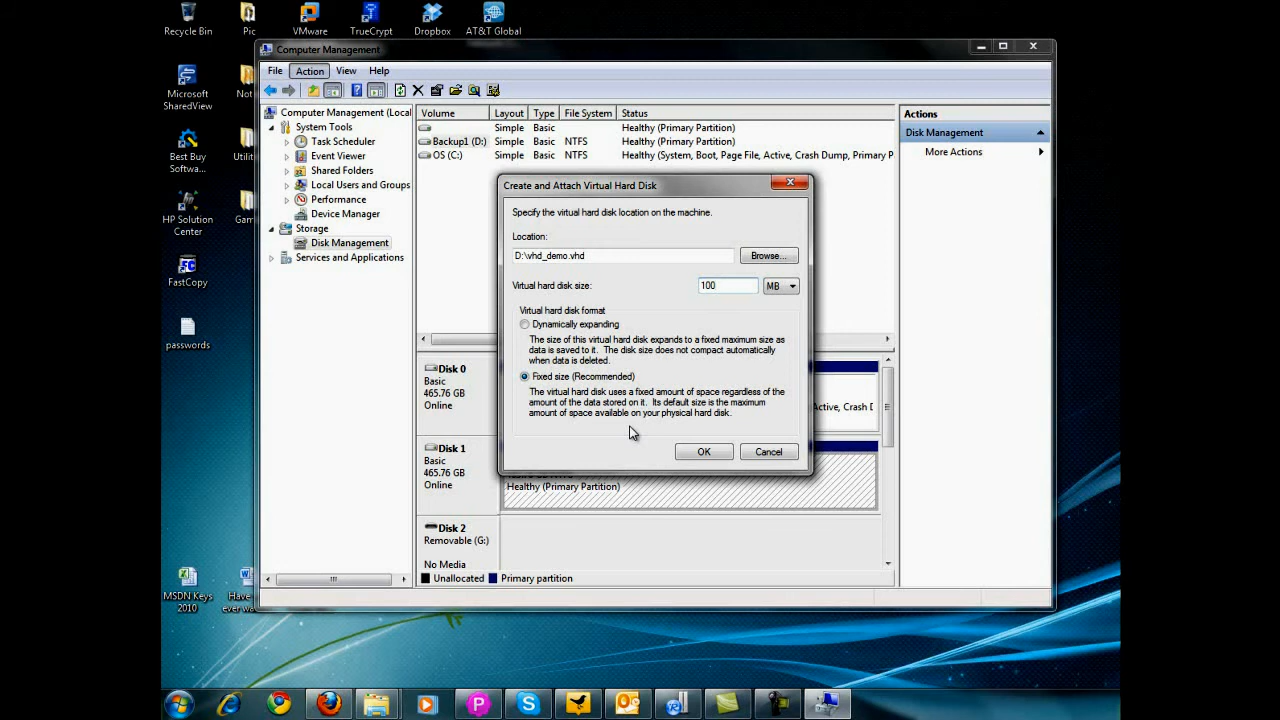 Recycle Bin
Pic
VMware
TrueCrypt
Dropbox
AT&T Global
Computer Management
File Action View Help
Microsoft
SharedView
Not
Best Buy
Softwa...
Utiliti
HP Solution
Center
Gam
FastCopy
passwords
MSDN Keys
2010
Have
ever wa
Computer Management (Local
System Tools
Task Scheduler
Event Viewer
Shared Folders
Local Users and Groups
Performance
Device Manager
Storage
Disk Management
Services and Applications
Volume Layout Type File System Status
Simple Basic Healthy (Primary Partition)
Backup1 (D:) Simple Basic NTFS Healthy (Primary Partition)
OS (C:) Simple Basic NTFS Healthy (System, Boot, Page File, Active, Crash Dump, Primary P
Actions
Disk Management
More Actions
Create and Attach Virtual Hard Disk
Specify the virtual hard disk location on the machine.
Location:
D:\vhd_demo.vhd Browse...
Virtual hard disk size: 100 MB
Virtual hard disk format
Dynamically expanding
The size of this virtual hard disk expands to a fixed maximum size as
data is saved to it. The disk size does not compact automatically
when data is deleted.
Fixed size (Recommended)
The virtual hard disk uses a fixed amount of space regardless of the
amount of the data stored on it. Its default size is the maximum
amount of space available on your physical hard disk.
OK Cancel
Disk 0
Basic
465.76 GB
Online
Active, Crash D
Disk 1
Basic
465.76 GB
Online
Healthy (Primary Partition)
Disk 2
Removable (G:)
No Media
Unallocated Primary partition